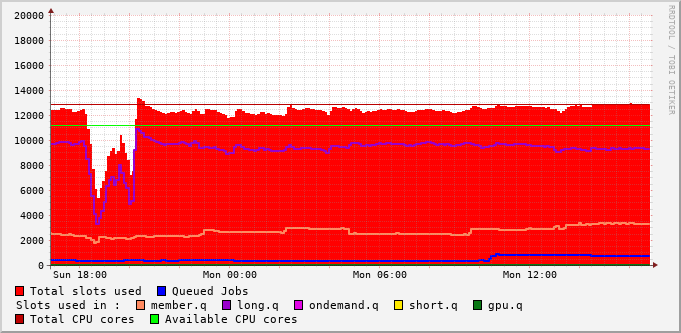 RRDTOOL / TOBI OETIKER
20000
18000
16000
14000
12000
10000
8000
6000
4000
2000
0
Sun 18:00 Mon 00:00 Mon 06:00 Mon 12:00
Total slots used Queued Jobs
Slots used in : member.q long.q ondemand.q short.q gpu.q
Total CPU cores Available CPU cores